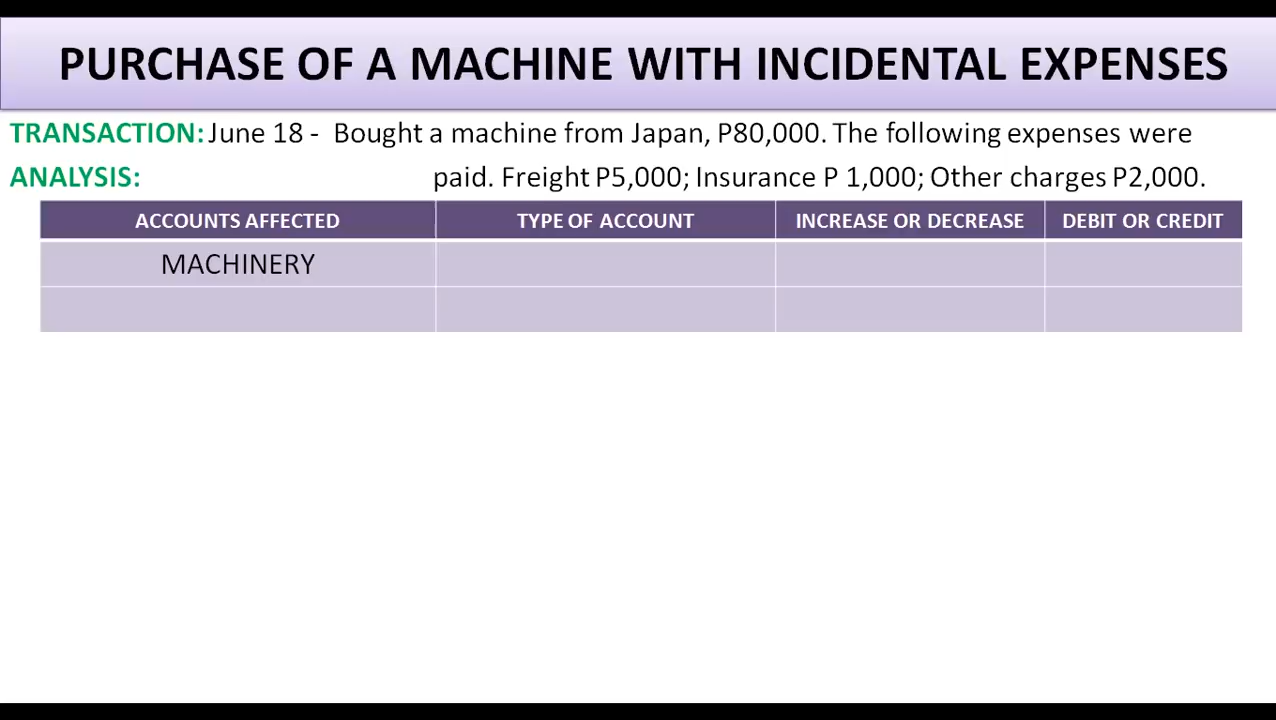 PURCHASE OF A MACHINE WITH INCIDENTAL EXPENSES
TRANSACTION: June 18 - Bought a machine from Japan, P80,000. The following expenses were
ANALYSIS: paid. Freight P5,000; Insurance P 1,000; Other charges P2,000.
ACCOUNTS AFFECTED TYPE OF ACCOUNT INCREASE OR DECREASE DEBIT OR CREDIT
MACHINERY